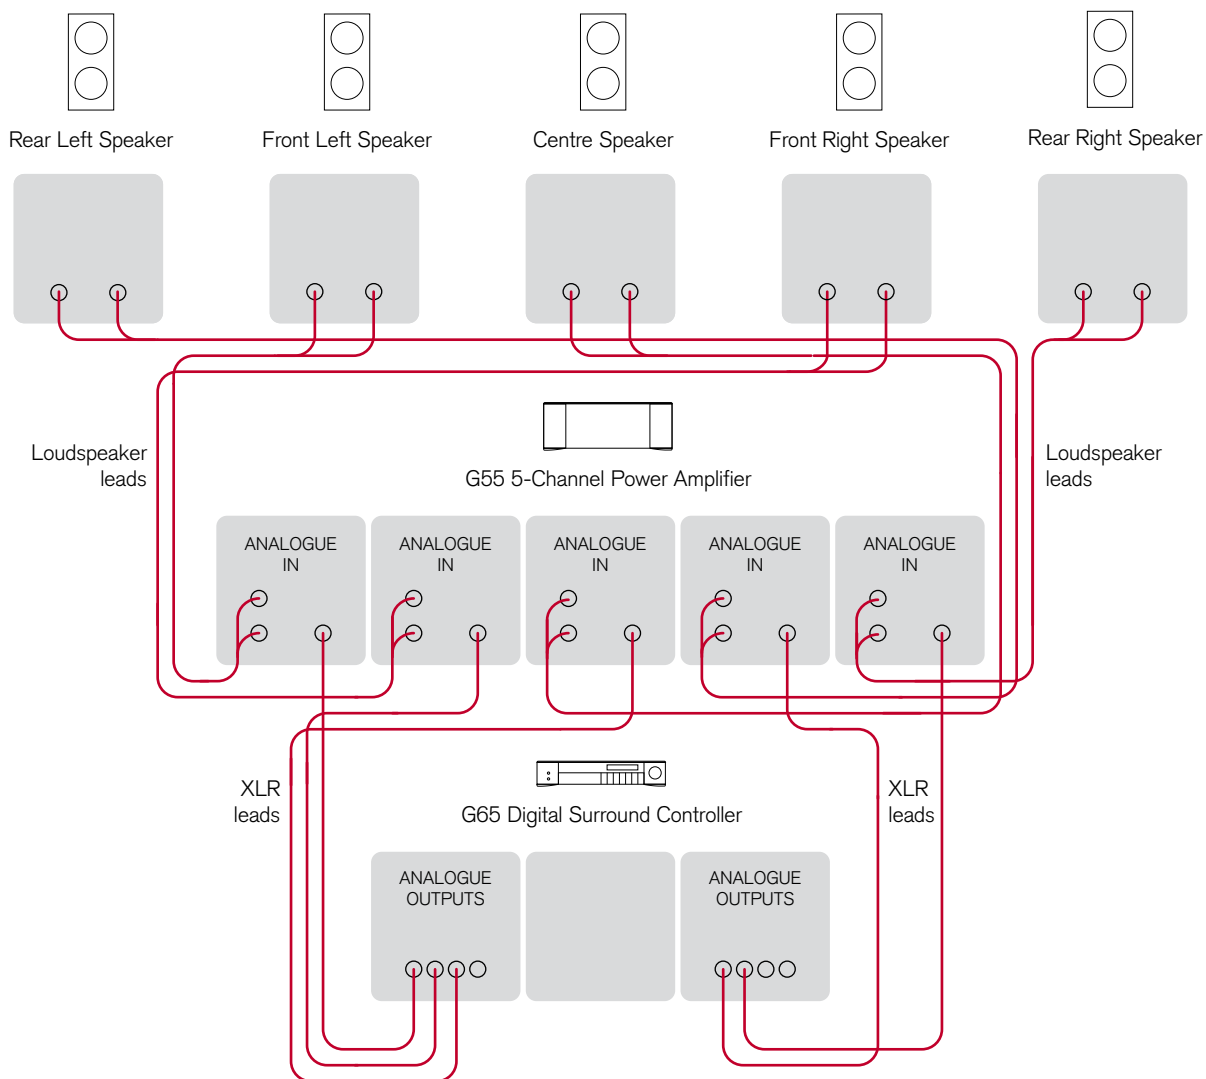 Rear Left Speaker
Front Left Speaker
Centre Speaker
Front Right Speaker
Rear Right Speaker
Loudspeaker
leads
Loudspeaker
leads
G55 5-Channel Power Amplifier
ANALOGUE
IN
ANALOGUE
IN
ANALOGUE
IN
ANALOGUE
IN
ANALOGUE
IN
XLR
leads
XLR
leads
G65 Digital Surround Controller
ANALOGUE
OUTPUTS
ANALOGUE
OUTPUTS